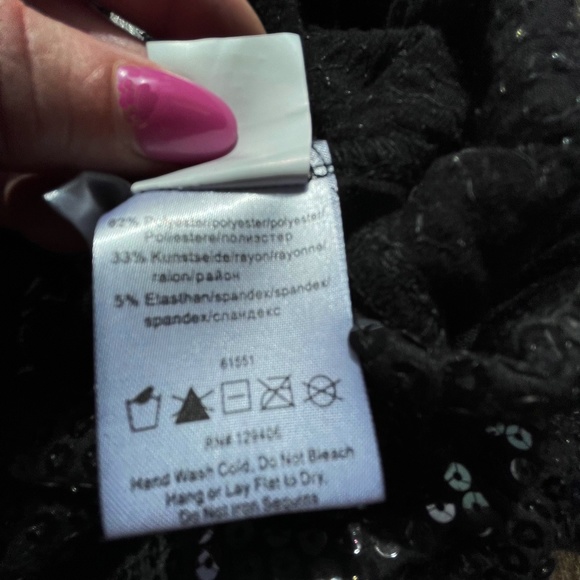 62% Polyester/polyester/polyester/
Poliestere/полиэстер
33% Kunstseide/rayon/rayonne/
raion/район
5% Elasthan/spandex/spandex/
spandex/спандекс
61551
RN# 129406
Hand Wash Cold, Do Not Bleach
Hang or Lay Flat to Dry,
Do Not Iron Sequins